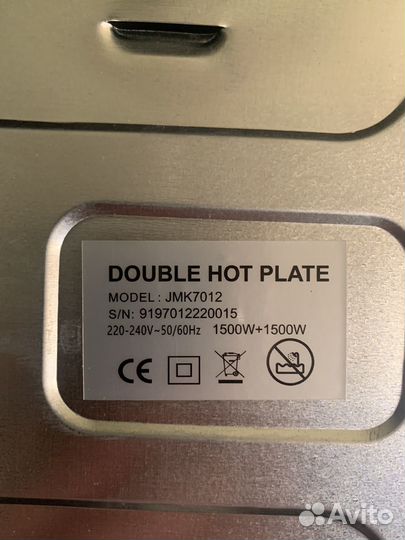 DOUBLE HOT PLATE
MODEL : JMK7012
S/N: 9197012220015
220-240V~50/60Hz 1500W+1500W
CE
Avito